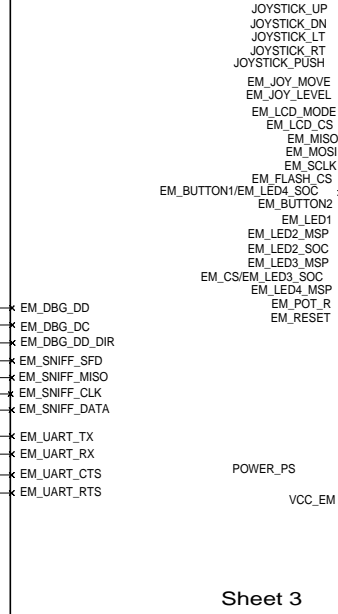 JOYSTICK_UP
JOYSTICK_DN
JOYSTICK_LT
JOYSTICK_RT
JOYSTICK_PUSH
EM_JOY_MOVE
EM_JOY_LEVEL
EM_LCD_MODE
EM_LCD_CS
EM_MISO
EM_MOSI
EM_SCLK
EM_FLASH_CS
EM_BUTTON1/EM_LED4_SOC
EM_BUTTON2
EM_LED1
EM_LED2_MSP
EM_LED2_SOC
EM_LED3_MSP
EM_CS/EM_LED3_SOC
EM_LED4_MSP
EM_POT_R
EM_RESET
EM_DBG_DD
EM_DBG_DC
EM_DBG_DD_DIR
EM_SNIFF_SFD
EM_SNIFF_MISO
EM_SNIFF_CLK
EM_SNIFF_DATA
EM_UART_TX
EM_UART_RX
EM_UART_CTS
EM_UART_RTS
POWER_PS
VCC_EM
Sheet 3